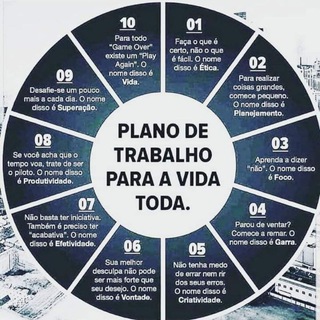 PLANO DE
TRABALHO
PARA A VIDA
TODA.
01
Faça o que é
certo, não o que
é fácil. O nome
disso é Ética.
02
Para realizar
coisas grandes,
comece pequeno.
O nome disso é
Planejamento.
03
Aprenda a dizer
"não". O nome
disso é Foco.
04
Parou de ventar?
Comece a remar. O
nome disso é Garra.
05
Não tenha medo
de errar nem rir
dos seus erros.
O nome disso é
Criatividade.
06
Sua melhor
desculpa não pode
ser mais forte que
seu desejo. O nome
disso é Vontade.
07
Não basta ter iniciativa.
Também é preciso ter
"acabativa". O nome
disso é Efetividade.
08
Se você acha que o
tempo voa, trate de ser
o piloto. O nome disso
é Produtividade.
09
Desafie-se um pouco
mais a cada dia. O nome
disso é Superação.
10
Para todo
"Game Over"
existe um "Play
Again". O nome
disso é Vida.